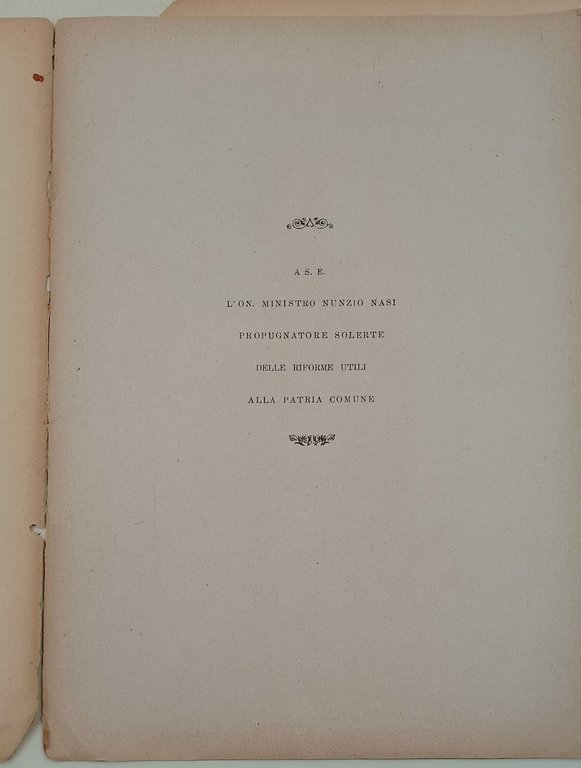 A S. E.
L'ON. MINISTRO NUNZIO NASI
PROPUGNATORE SOLERTE
DELLE RIFORME UTILI
ALLA PATRIA COMUNE